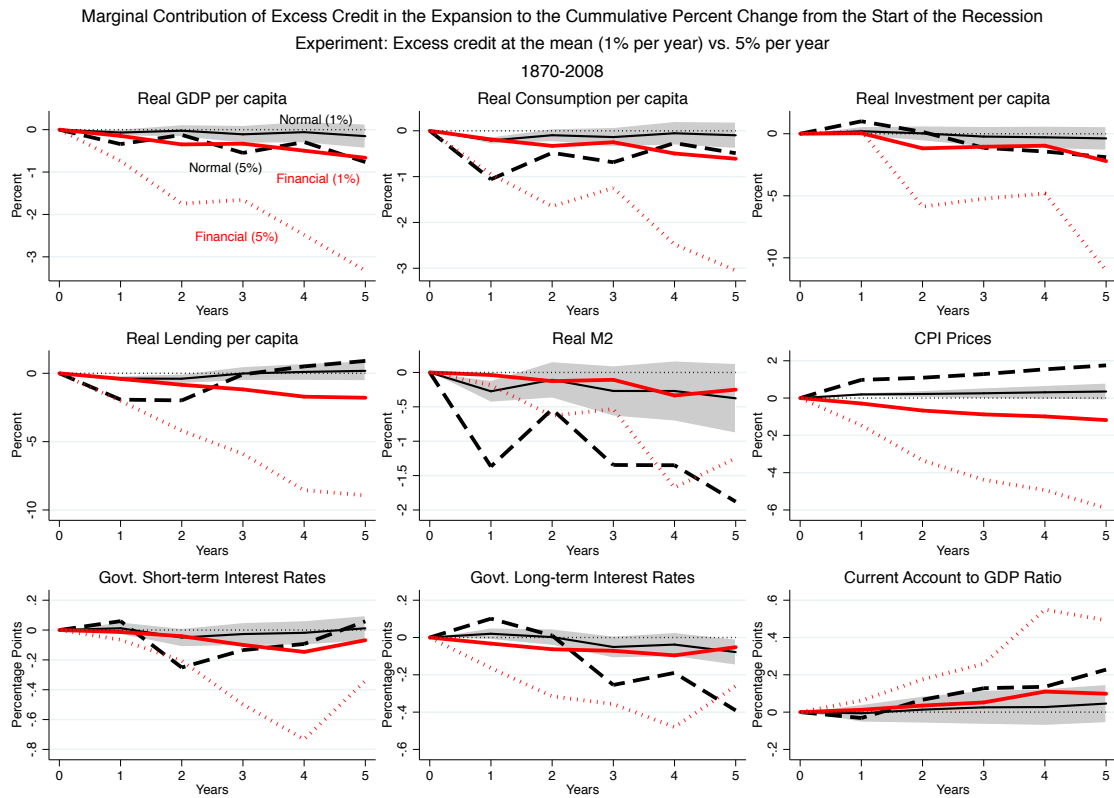 Marginal Contribution of Excess Credit in the Expansion to the Cummulative Percent Change from the Start of the Recession
Experiment: Excess credit at the mean (1% per year) vs. 5% per year
1870-2008
Real GDP per capita
Percent
0
-1
-2
-3
Normal (1%)
Normal (5%)
Financial (1%)
Financial (5%)
0 1 2 3 4 5
Years
Real Consumption per capita
Percent
0
-1
-2
-3
0 1 2 3 4 5
Years
Real Investment per capita
Percent
0
-5
-10
0 1 2 3 4 5
Years
Real Lending per capita
Percent
0
-5
-10
0 1 2 3 4 5
Years
Real M2
Percent
0
-.5
-1
-1.5
-2
0 1 2 3 4 5
Years
CPI Prices
Percent
2
0
-2
-4
-6
0 1 2 3 4 5
Years
Govt. Short-term Interest Rates
Percentage Points
.2
0
-.2
-.4
-.6
-.8
0 1 2 3 4 5
Years
Govt. Long-term Interest Rates
Percentage Points
.2
0
-.2
-.4
-.6
0 1 2 3 4 5
Years
Current Account to GDP Ratio
Percentage Points
.6
.4
.2
0
-.2
0 1 2 3 4 5
Years